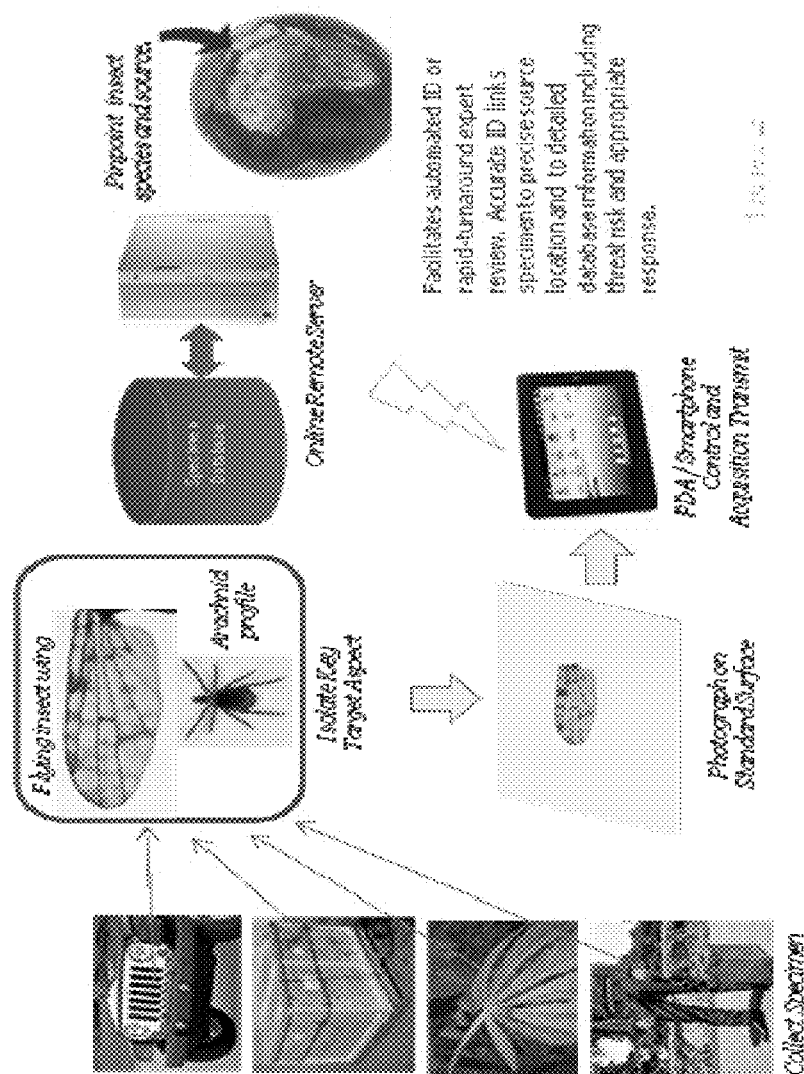 Collect Specimen
Flying insect wing
Arachnid
profile
Isolate Key
Target Aspect
Photograph on
Standard Surface
PDA / Smartphone
Control and
Acquisition Transmit
Online Remote Server
Pinpoint insect
species and source.
Facilitates automated ID or
rapid-turnaround expert
review. Accurate ID links
specimen to precise source
location and to detailed
database information including
threat risk and appropriate
response.